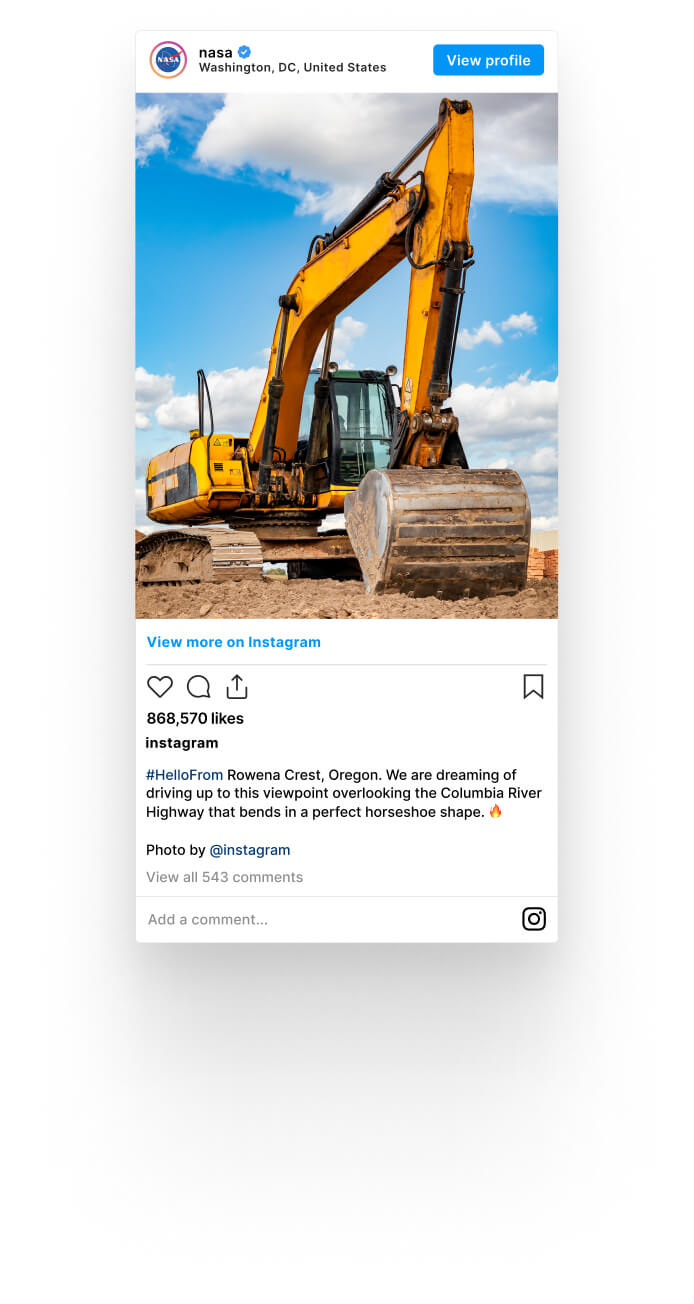 NASA
nasa
Washington, DC, United States
View profile
View more on Instagram
868,570 likes
instagram
#HelloFrom Rowena Crest, Oregon. We are dreaming of
driving up to this viewpoint overlooking the Columbia River
Highway that bends in a perfect horseshoe shape. 🔥
Photo by @instagram
View all 543 comments
Add a comment...